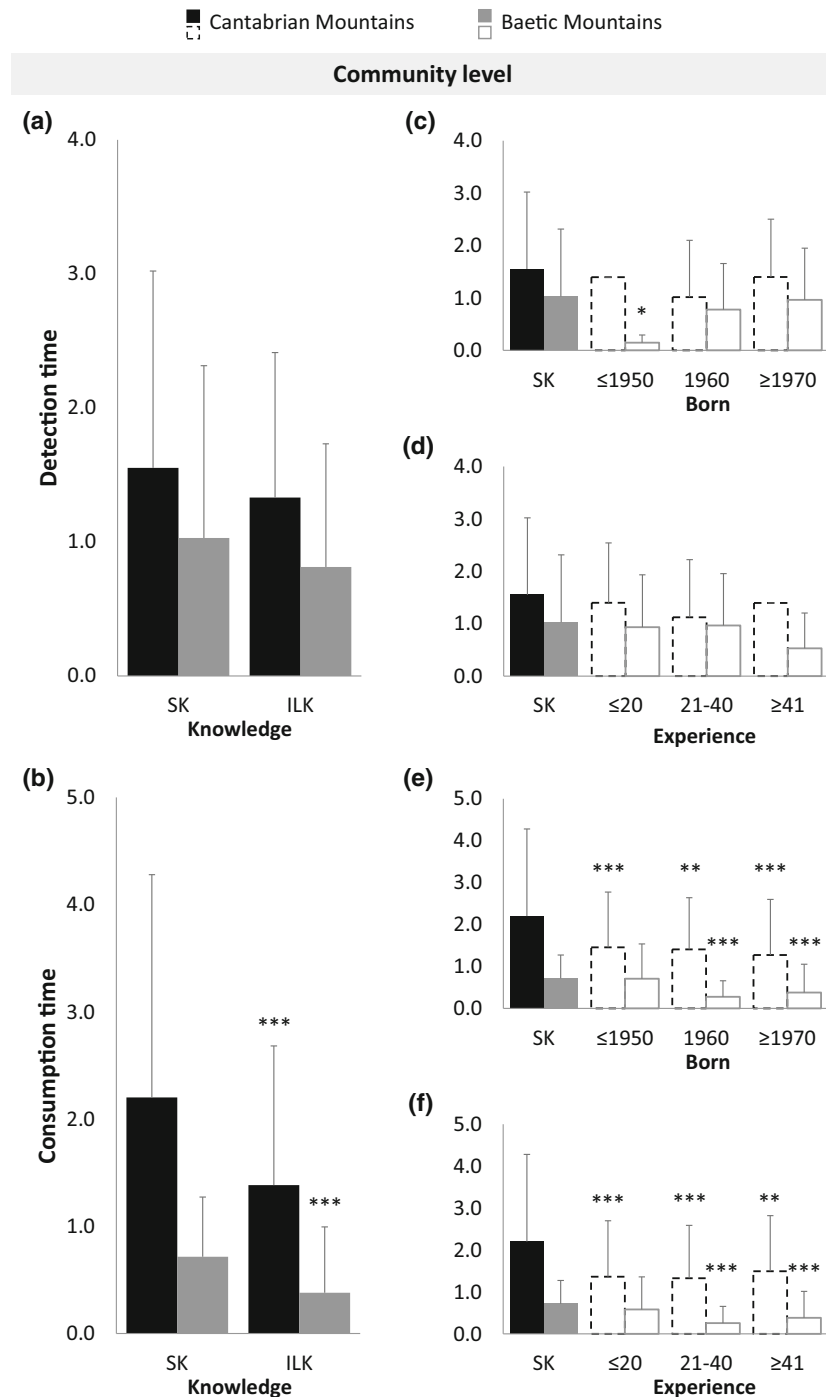 Cantabrian Mountains Baetic Mountains
Community level
(a)
4.0
3.0
2.0
1.0
0.0
Detection time
SK ILK
Knowledge
(c)
4.0
3.0
2.0
1.0
0.0
*
SK ≤1950 1960 ≥1970
Born
(d)
4.0
3.0
2.0
1.0
0.0
SK ≤20 21-40 ≥41
Experience
(b)
5.0
4.0
3.0
2.0
1.0
0.0
Consumption time
***
***
SK ILK
Knowledge
(e)
5.0
4.0
3.0
2.0
1.0
0.0
*** ** ***
*** ***
SK ≤1950 1960 ≥1970
Born
(f)
5.0
4.0
3.0
2.0
1.0
0.0
*** *** **
*** ***
SK ≤20 21-40 ≥41
Experience